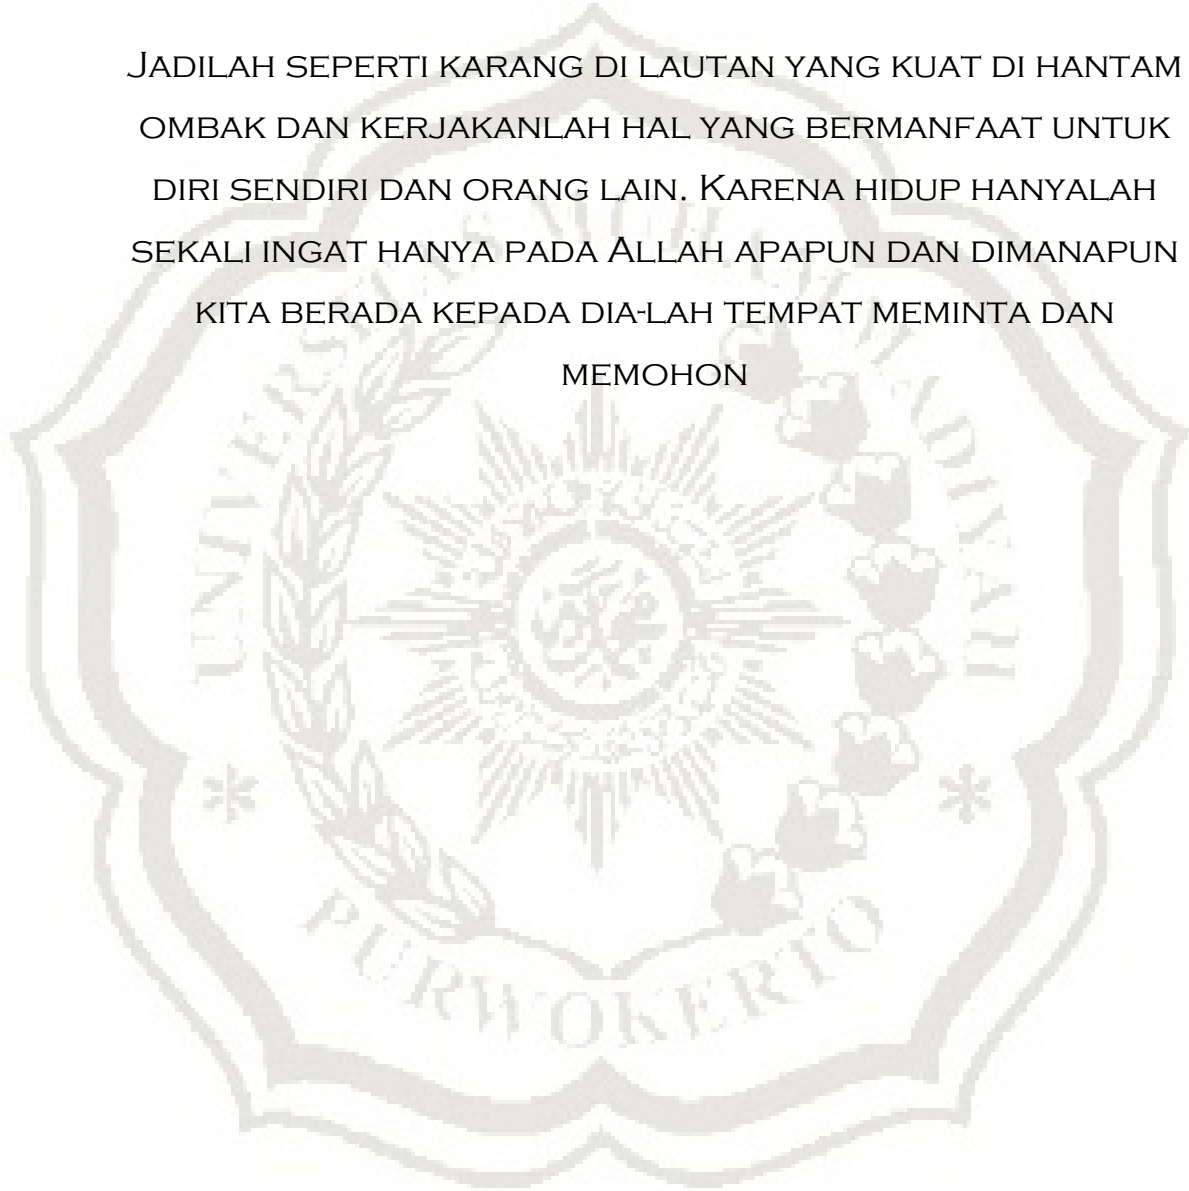 Jadilah seperti karang di lautan yang kuat di hantam
ombak dan kerjakanlah hal yang bermanfaat untuk
diri sendiri dan orang lain. Karena hidup hanyalah
sekali ingat hanya pada Allah apapun dan dimanapun
kita berada kepada dia-lah tempat meminta dan
memohon
UNIVERSITAS MUHAMMADIYAH
PURWOKERTO